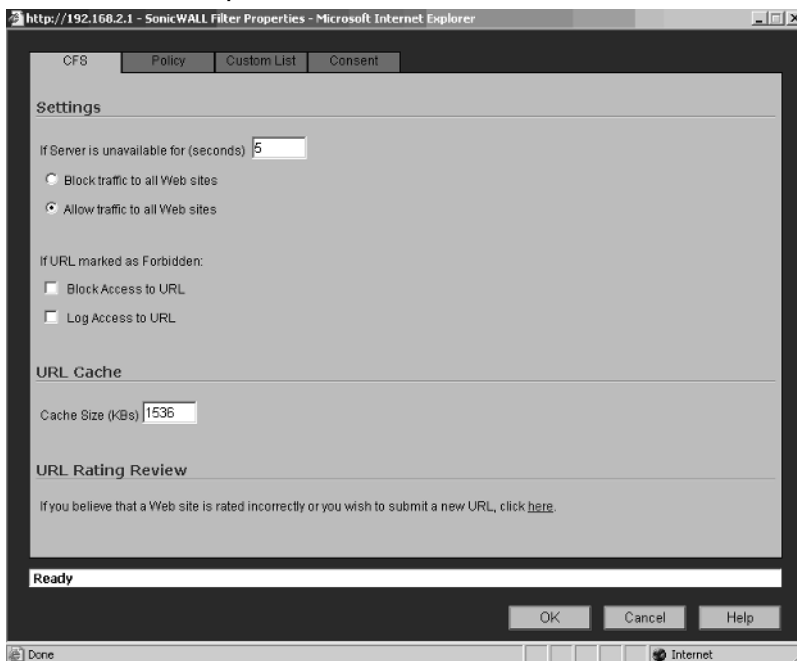 http://192.168.2.1 - SonicWALL Filter Properties - Microsoft Internet Explorer
CFS Policy Custom List Consent
Settings
If Server is unavailable for (seconds) 5
Block traffic to all Web sites
Allow traffic to all Web sites
If URL marked as Forbidden:
Block Access to URL
Log Access to URL
URL Cache
Cache Size (KBs) 1536
URL Rating Review
If you believe that a Web site is rated incorrectly or you wish to submit a new URL, click here.
Ready
OK Cancel Help
Done Internet